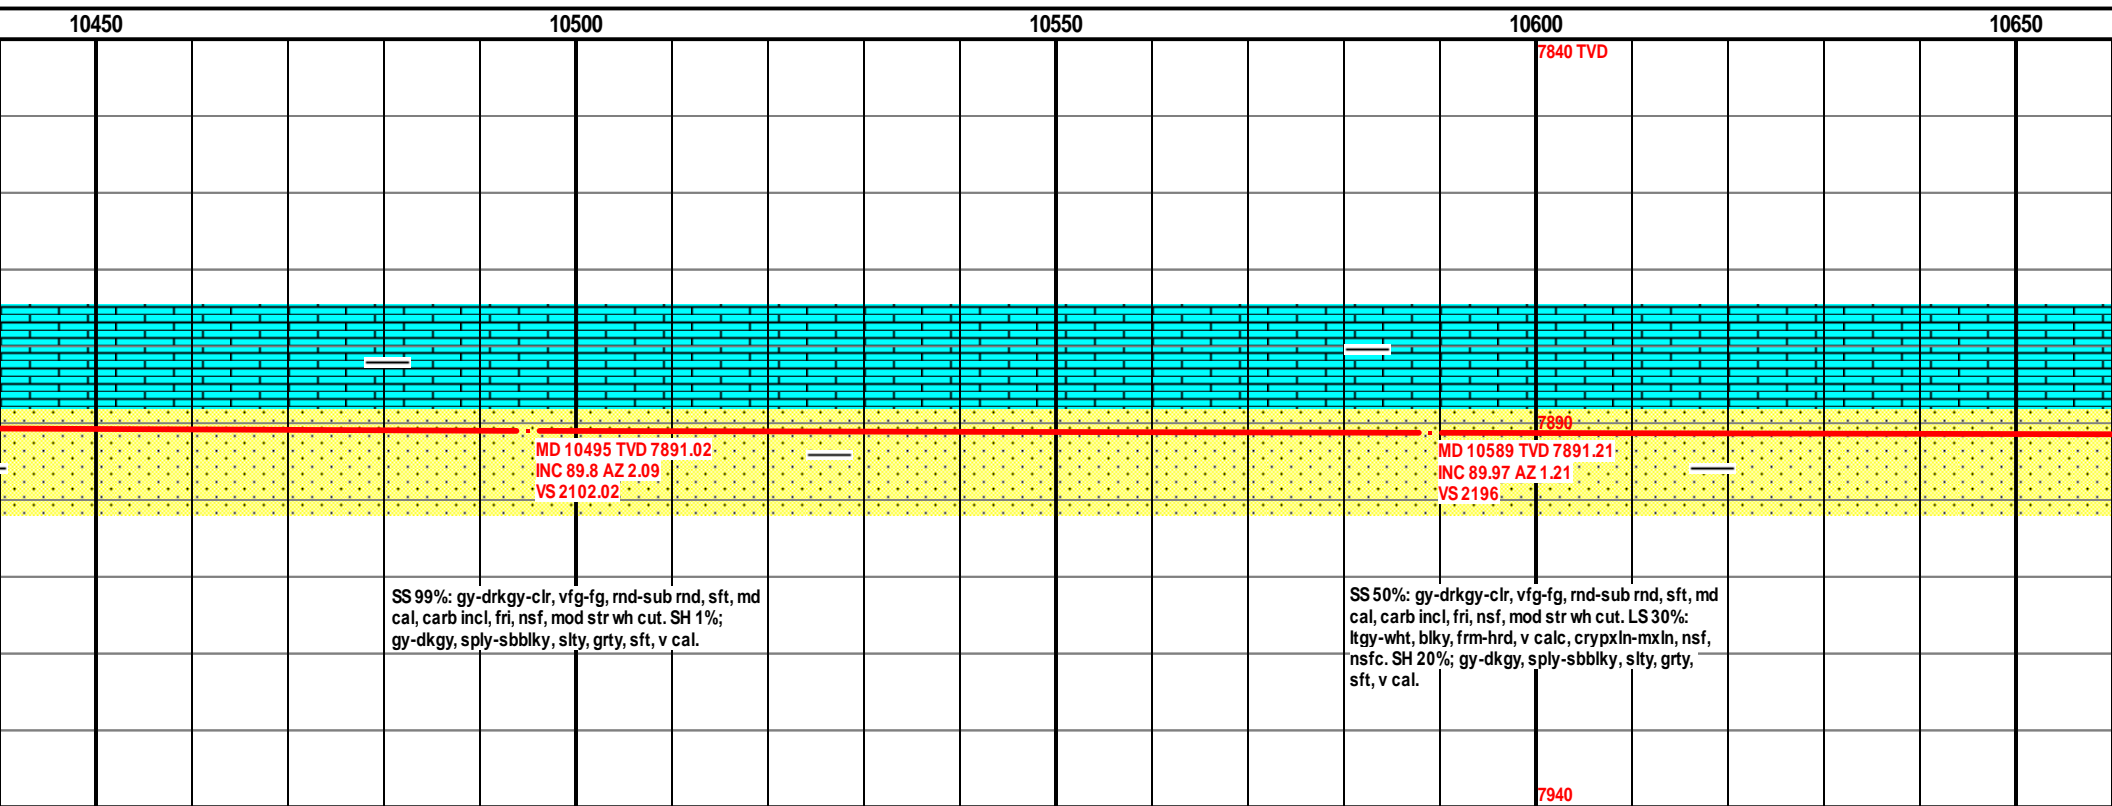 10450 10500 10550 10600 10650
7840 TVD
7890
MD 10495 TVD 7891.02
INC 89.8 AZ 2.09
VS 2102.02
MD 10589 TVD 7891.21
INC 89.97 AZ 1.21
VS 2196
SS 99%: gy-drkgy-clr, vfg-fg, rnd-sub rnd, sft, md
cal, carb incl, fri, nsf, mod str wh cut. SH 1%;
gy-dkgy, sply-sbblky, slty, grty, sft, v cal.
SS 50%: gy-drkgy-clr, vfg-fg, rnd-sub rnd, sft, md
cal, carb incl, fri, nsf, mod str wh cut. LS 30%:
ltgy-wht, blky, frm-hrd, v calc, crypxln-mxln, nsf,
nsfc. SH 20%; gy-dkgy, sply-sbblky, slty, grty,
sft, v cal.
7940